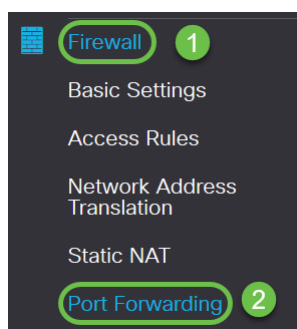 Firewall 1
Basic Settings
Access Rules
Network Address
Translation
Static NAT
Port Forwarding 2